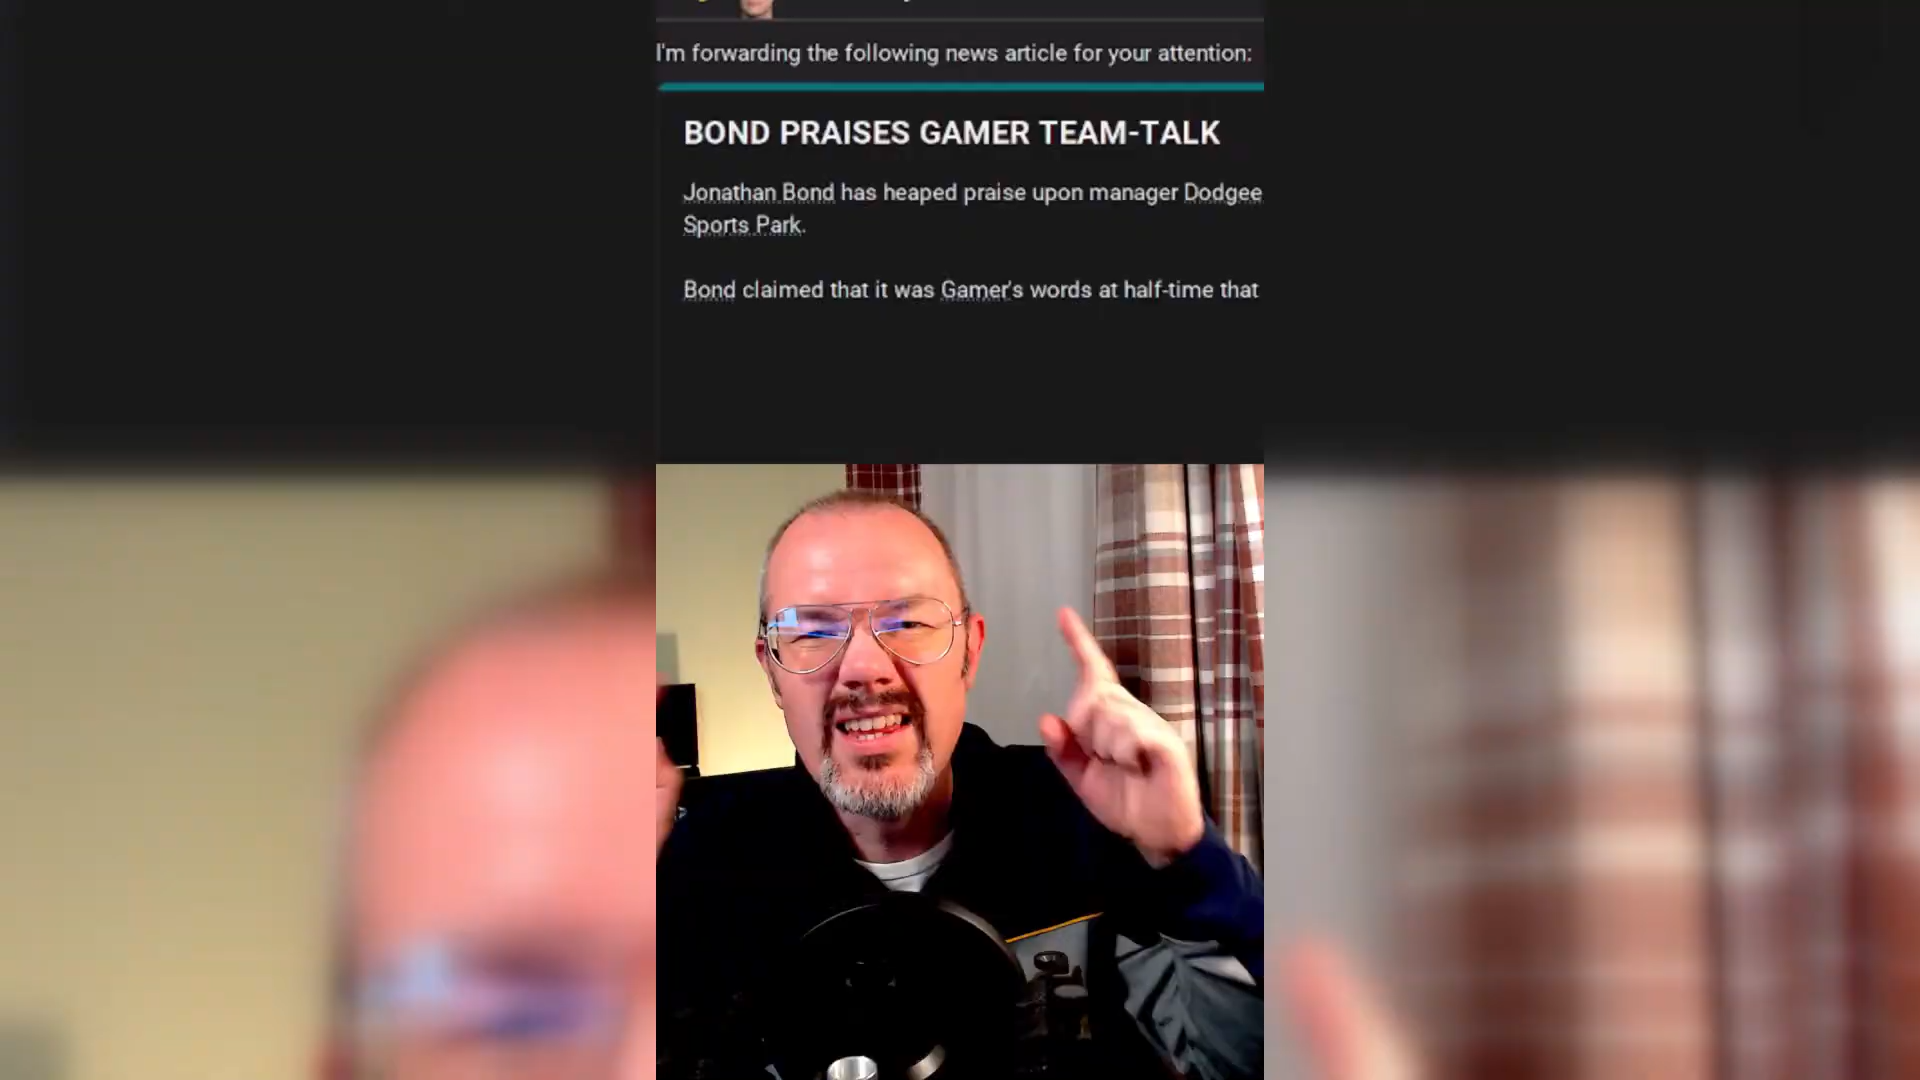 I'm forwarding the following news article for your attention:
BOND PRAISES GAMER TEAM-TALK
Jonathan Bond has heaped praise upon manager Dodgee
Sports Park.
Bond claimed that it was Gamer's words at half-time that